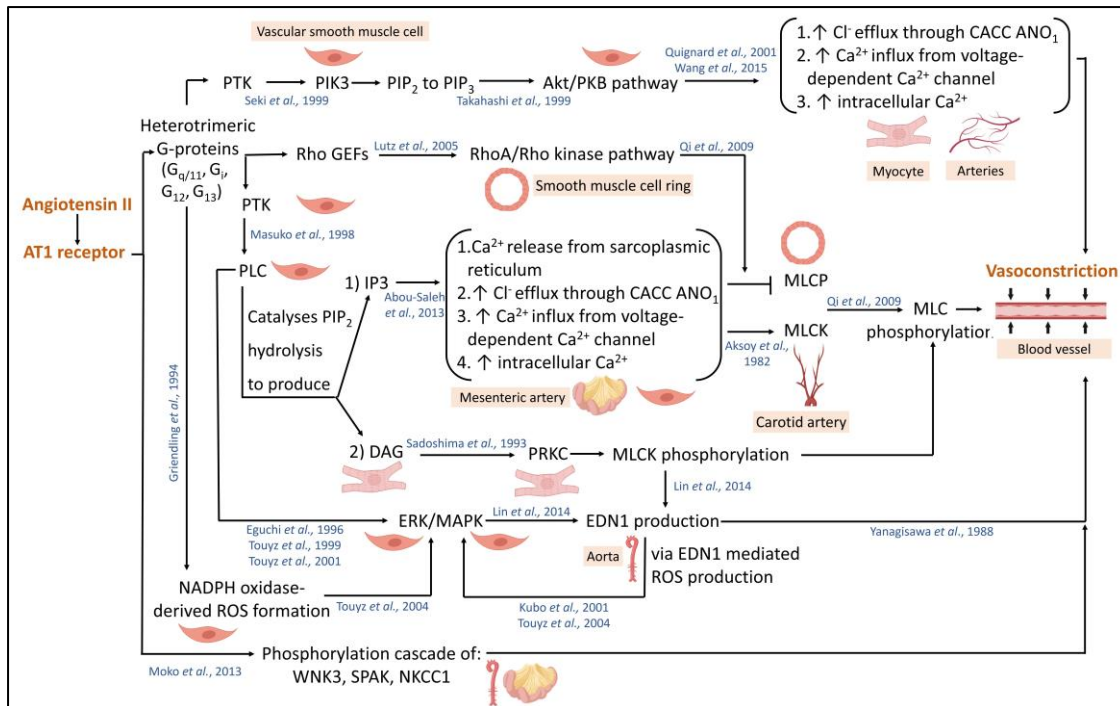 Vascular smooth muscle cell
PTK
Seki et al., 1999
PIK3
PIP2 to PIP3
Takahashi et al., 1999
Akt/PKB pathway
Quignard et al., 2001
Wang et al., 2015
1. ↑ Cl- efflux through CACC ANO1
2. ↑ Ca2+ influx from voltage-
dependent Ca2+ channel
3. ↑ intracellular Ca2+
Myocyte
Arteries
Heterotrimeric
G-proteins
(Gq/11, Gi,
G12, G13)
Angiotensin II
AT1 receptor
Rho GEFs
Lutz et al., 2005
RhoA/Rho kinase pathway
Qi et al., 2009
Smooth muscle cell ring
PTK
Masuko et al., 1998
PLC
Catalyses PIP2
hydrolysis
to produce
1) IP3
Abou-Saleh
et al., 2013
1.Ca2+ release from sarcoplasmic
reticulum
2. ↑ Cl- efflux through CACC ANO1
3. ↑ Ca2+ influx from voltage-
dependent Ca2+ channel
4. ↑ intracellular Ca2+
Mesenteric artery
MLCP
MLCK
Aksoy et al.,
1982
Carotid artery
Qi et al., 2009
MLC
phosphorylation
Vasoconstriction
Blood vessel
Griendling et al., 1994
2) DAG
Sadoshima et al., 1993
PRKC
MLCK phosphorylation
Lin et al., 2014
Eguchi et al., 1996
Touyz et al., 1999
Touyz et al., 2001
ERK/MAPK
Lin et al., 2014
EDN1 production
Yanagisawa et al., 1988
Aorta
via EDN1 mediated
ROS production
Kubo et al., 2001
Touyz et al., 2004
NADPH oxidase-
derived ROS formation
Touyz et al., 2004
Moko et al., 2013
Phosphorylation cascade of:
WNK3, SPAK, NKCC1